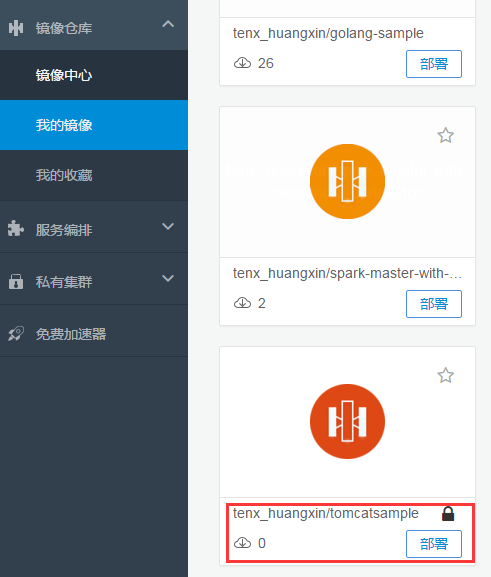 镜像仓库
镜像中心
我的镜像
我的收藏
服务编排
私有集群
免费加速器
tenx_huangxin/golang-sample
26
部署
tenx_huangxin/spark-master-with-...
2
部署
tenx_huangxin/tomcatsample
0
部署